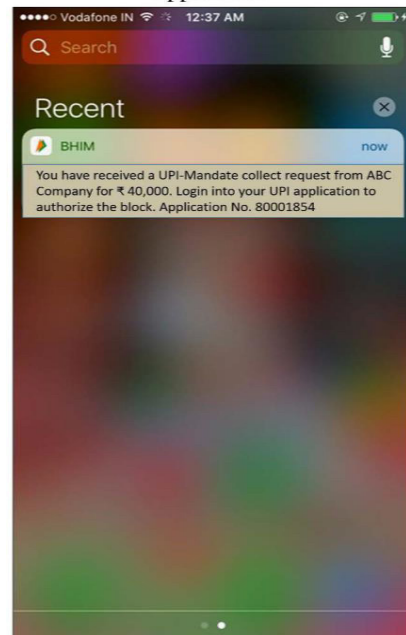 ●●●●○ Vodafone IN 12:37 AM
Search
Recent
BHIM now
You have received a UPI-Mandate collect request from ABC
Company for ₹ 40,000. Login into your UPI application to
authorize the block. Application No. 80001854